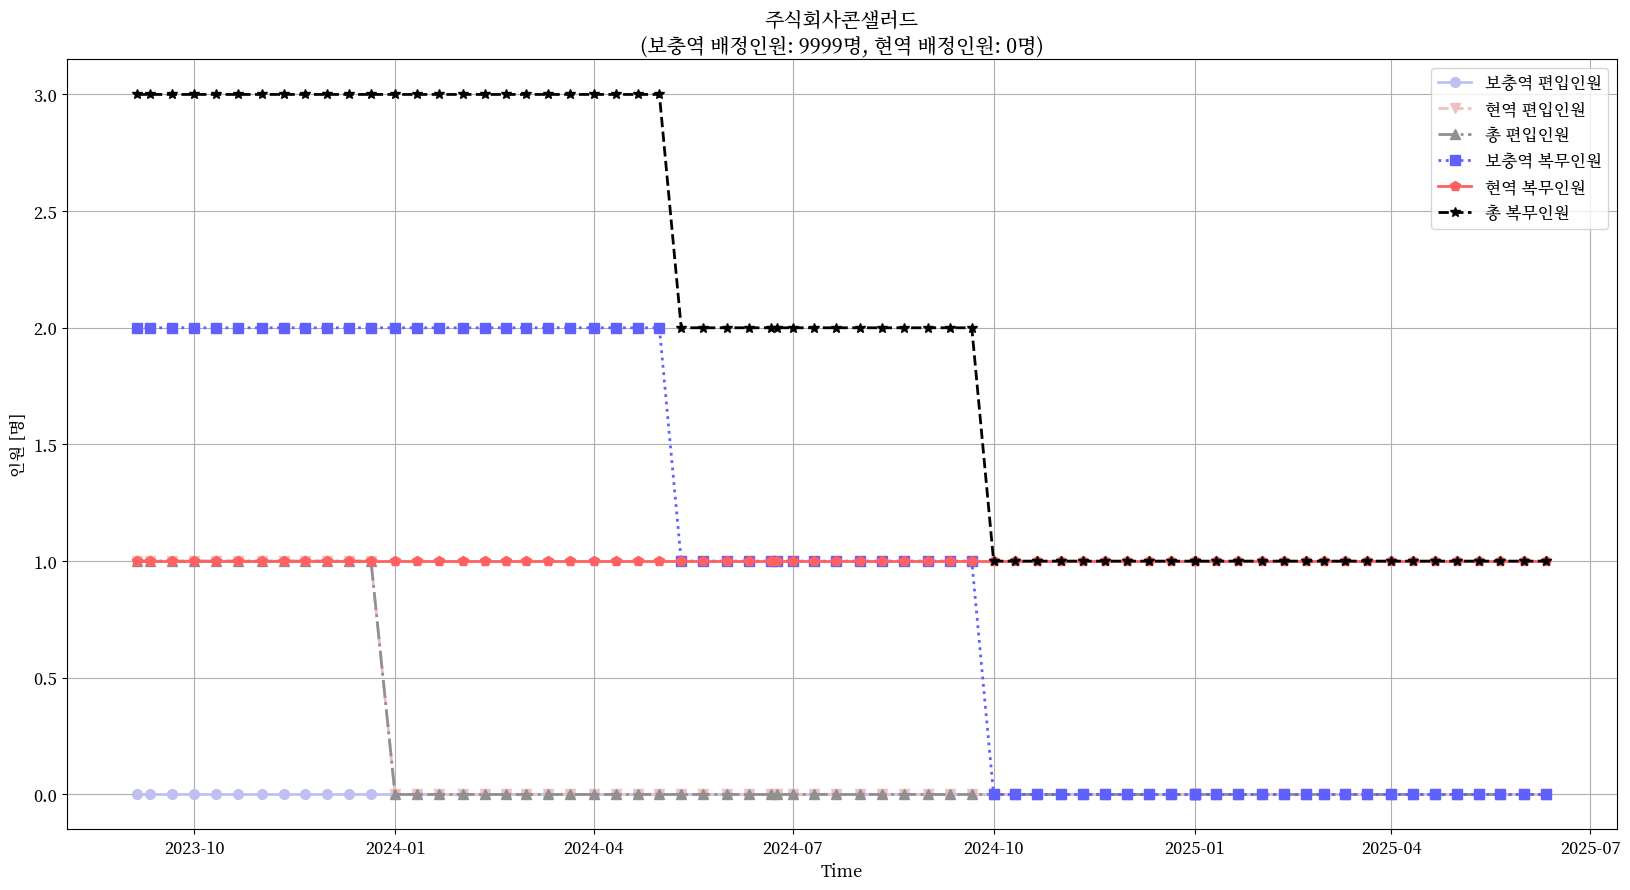 주식회사콘샐러드
(보충역 배정인원: 9999명, 현역 배정인원: 0명)
보충역 편입인원
현역 편입인원
총 편입인원
보충역 복무인원
현역 복무인원
총 복무인원
인원 [명]
3.0
2.5
2.0
1.5
1.0
0.5
0.0
2023-10
2024-01
2024-04
2024-07
2024-10
2025-01
2025-04
2025-07
Time